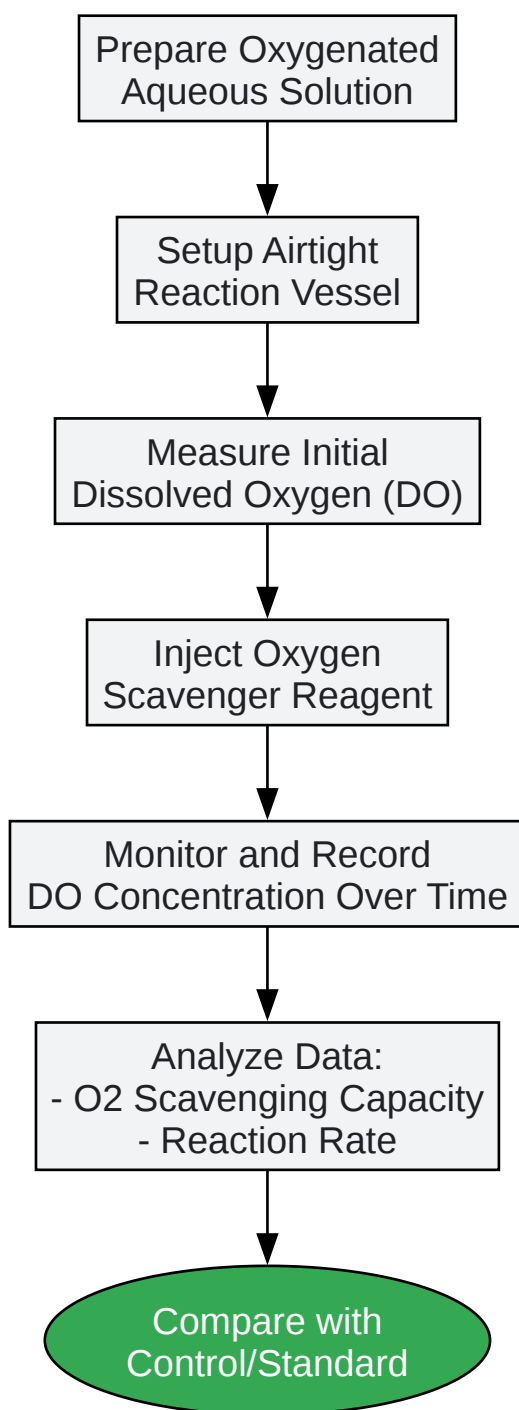 Prepare Oxygenated
Aqueous Solution
Setup Airtight
Reaction Vessel
Measure Initial
Dissolved Oxygen (DO)
Inject Oxygen
Scavenger Reagent
Monitor and Record
DO Concentration Over Time
Analyze Data:
- O2 Scavenging Capacity
- Reaction Rate
Compare with
Control/Standard